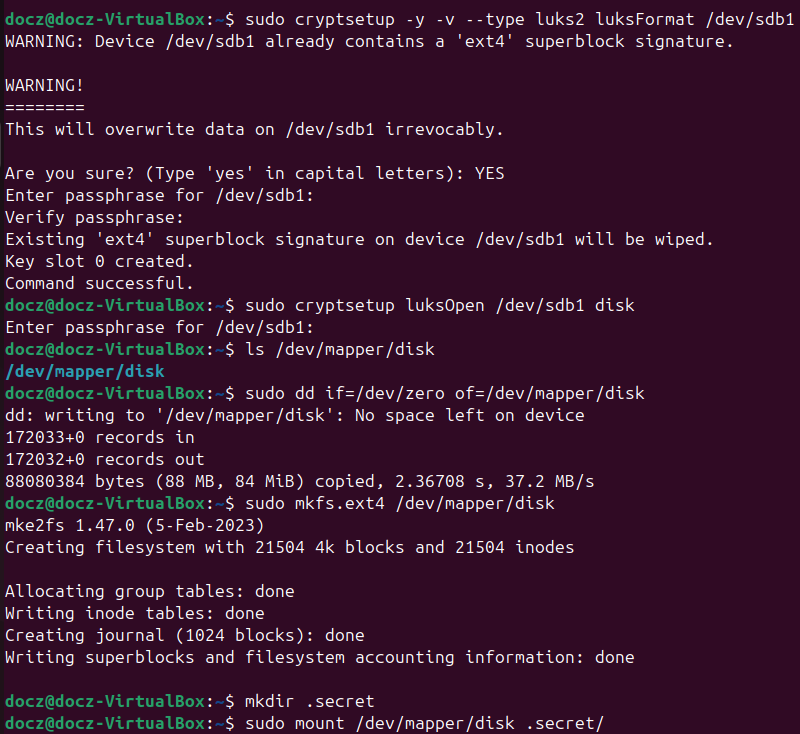 docz@docz-VirtualBox:~$ sudo cryptsetup -y -v --type luks2 luksFormat /dev/sdb1
WARNING: Device /dev/sdb1 already contains a 'ext4' superblock signature.
WARNING!
========
This will overwrite data on /dev/sdb1 irrevocably.
Are you sure? (Type 'yes' in capital letters): YES
Enter passphrase for /dev/sdb1:
Verify passphrase:
Existing 'ext4' superblock signature on device /dev/sdb1 will be wiped.
Key slot 0 created.
Command successful.
docz@docz-VirtualBox:~$ sudo cryptsetup luksOpen /dev/sdb1 disk
Enter passphrase for /dev/sdb1:
docz@docz-VirtualBox:~$ ls /dev/mapper/disk
/dev/mapper/disk
docz@docz-VirtualBox:~$ sudo dd if=/dev/zero of=/dev/mapper/disk
dd: writing to '/dev/mapper/disk': No space left on device
172033+0 records in
172032+0 records out
88080384 bytes (88 MB, 84 MiB) copied, 2.36708 s, 37.2 MB/s
docz@docz-VirtualBox:~$ sudo mkfs.ext4 /dev/mapper/disk
mke2fs 1.47.0 (5-Feb-2023)
Creating filesystem with 21504 4k blocks and 21504 inodes
Allocating group tables: done
Writing inode tables: done
Creating journal (1024 blocks): done
Writing superblocks and filesystem accounting information: done
docz@docz-VirtualBox:~$ mkdir .secret
docz@docz-VirtualBox:~$ sudo mount /dev/mapper/disk .secret/